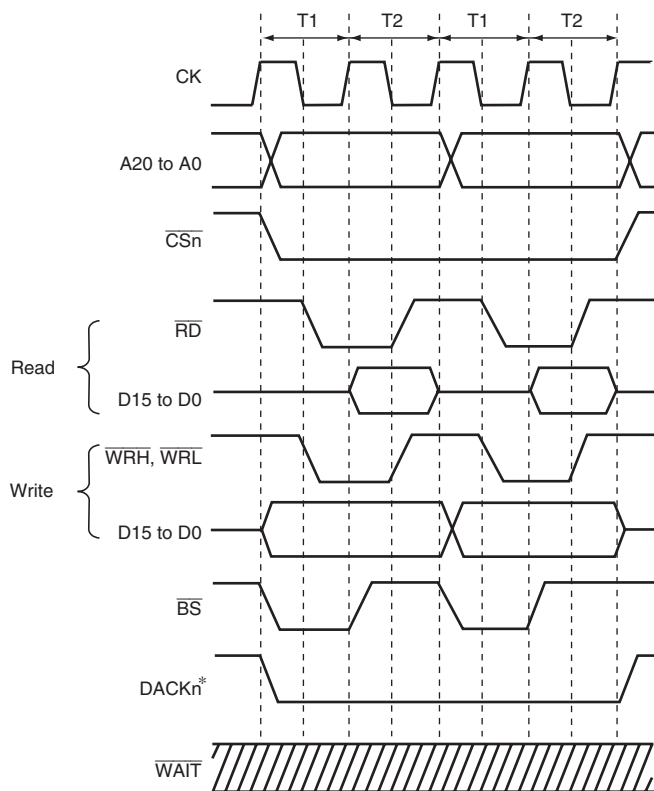 T1 T2 T1 T2
CK
A20 to A0
CSn
RD
Read
D15 to D0
WRH, WRL
Write
D15 to D0
BS
DACKn*
WAIT